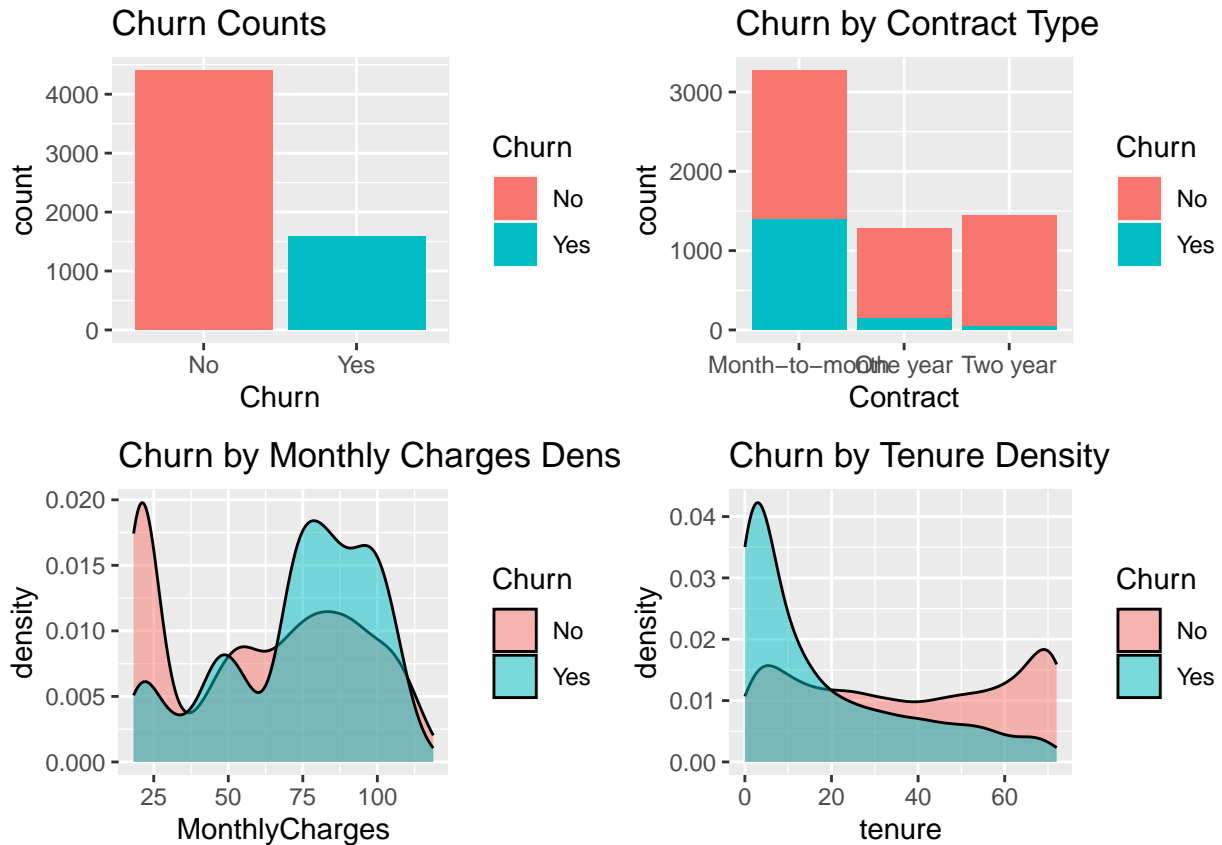 Churn Counts
4000
3000
2000
1000
0
count
No
Yes
Churn
Churn
No
Yes
Churn by Contract Type
3000
2000
1000
0
count
Month−to−month
One year
Two year
Contract
Churn
No
Yes
Churn by Monthly Charges Dens
0.020
0.015
0.010
0.005
0.000
density
25
50
75
100
MonthlyCharges
Churn
No
Yes
Churn by Tenure Density
0.04
0.03
0.02
0.01
0.00
density
0
20
40
60
tenure
Churn
No
Yes